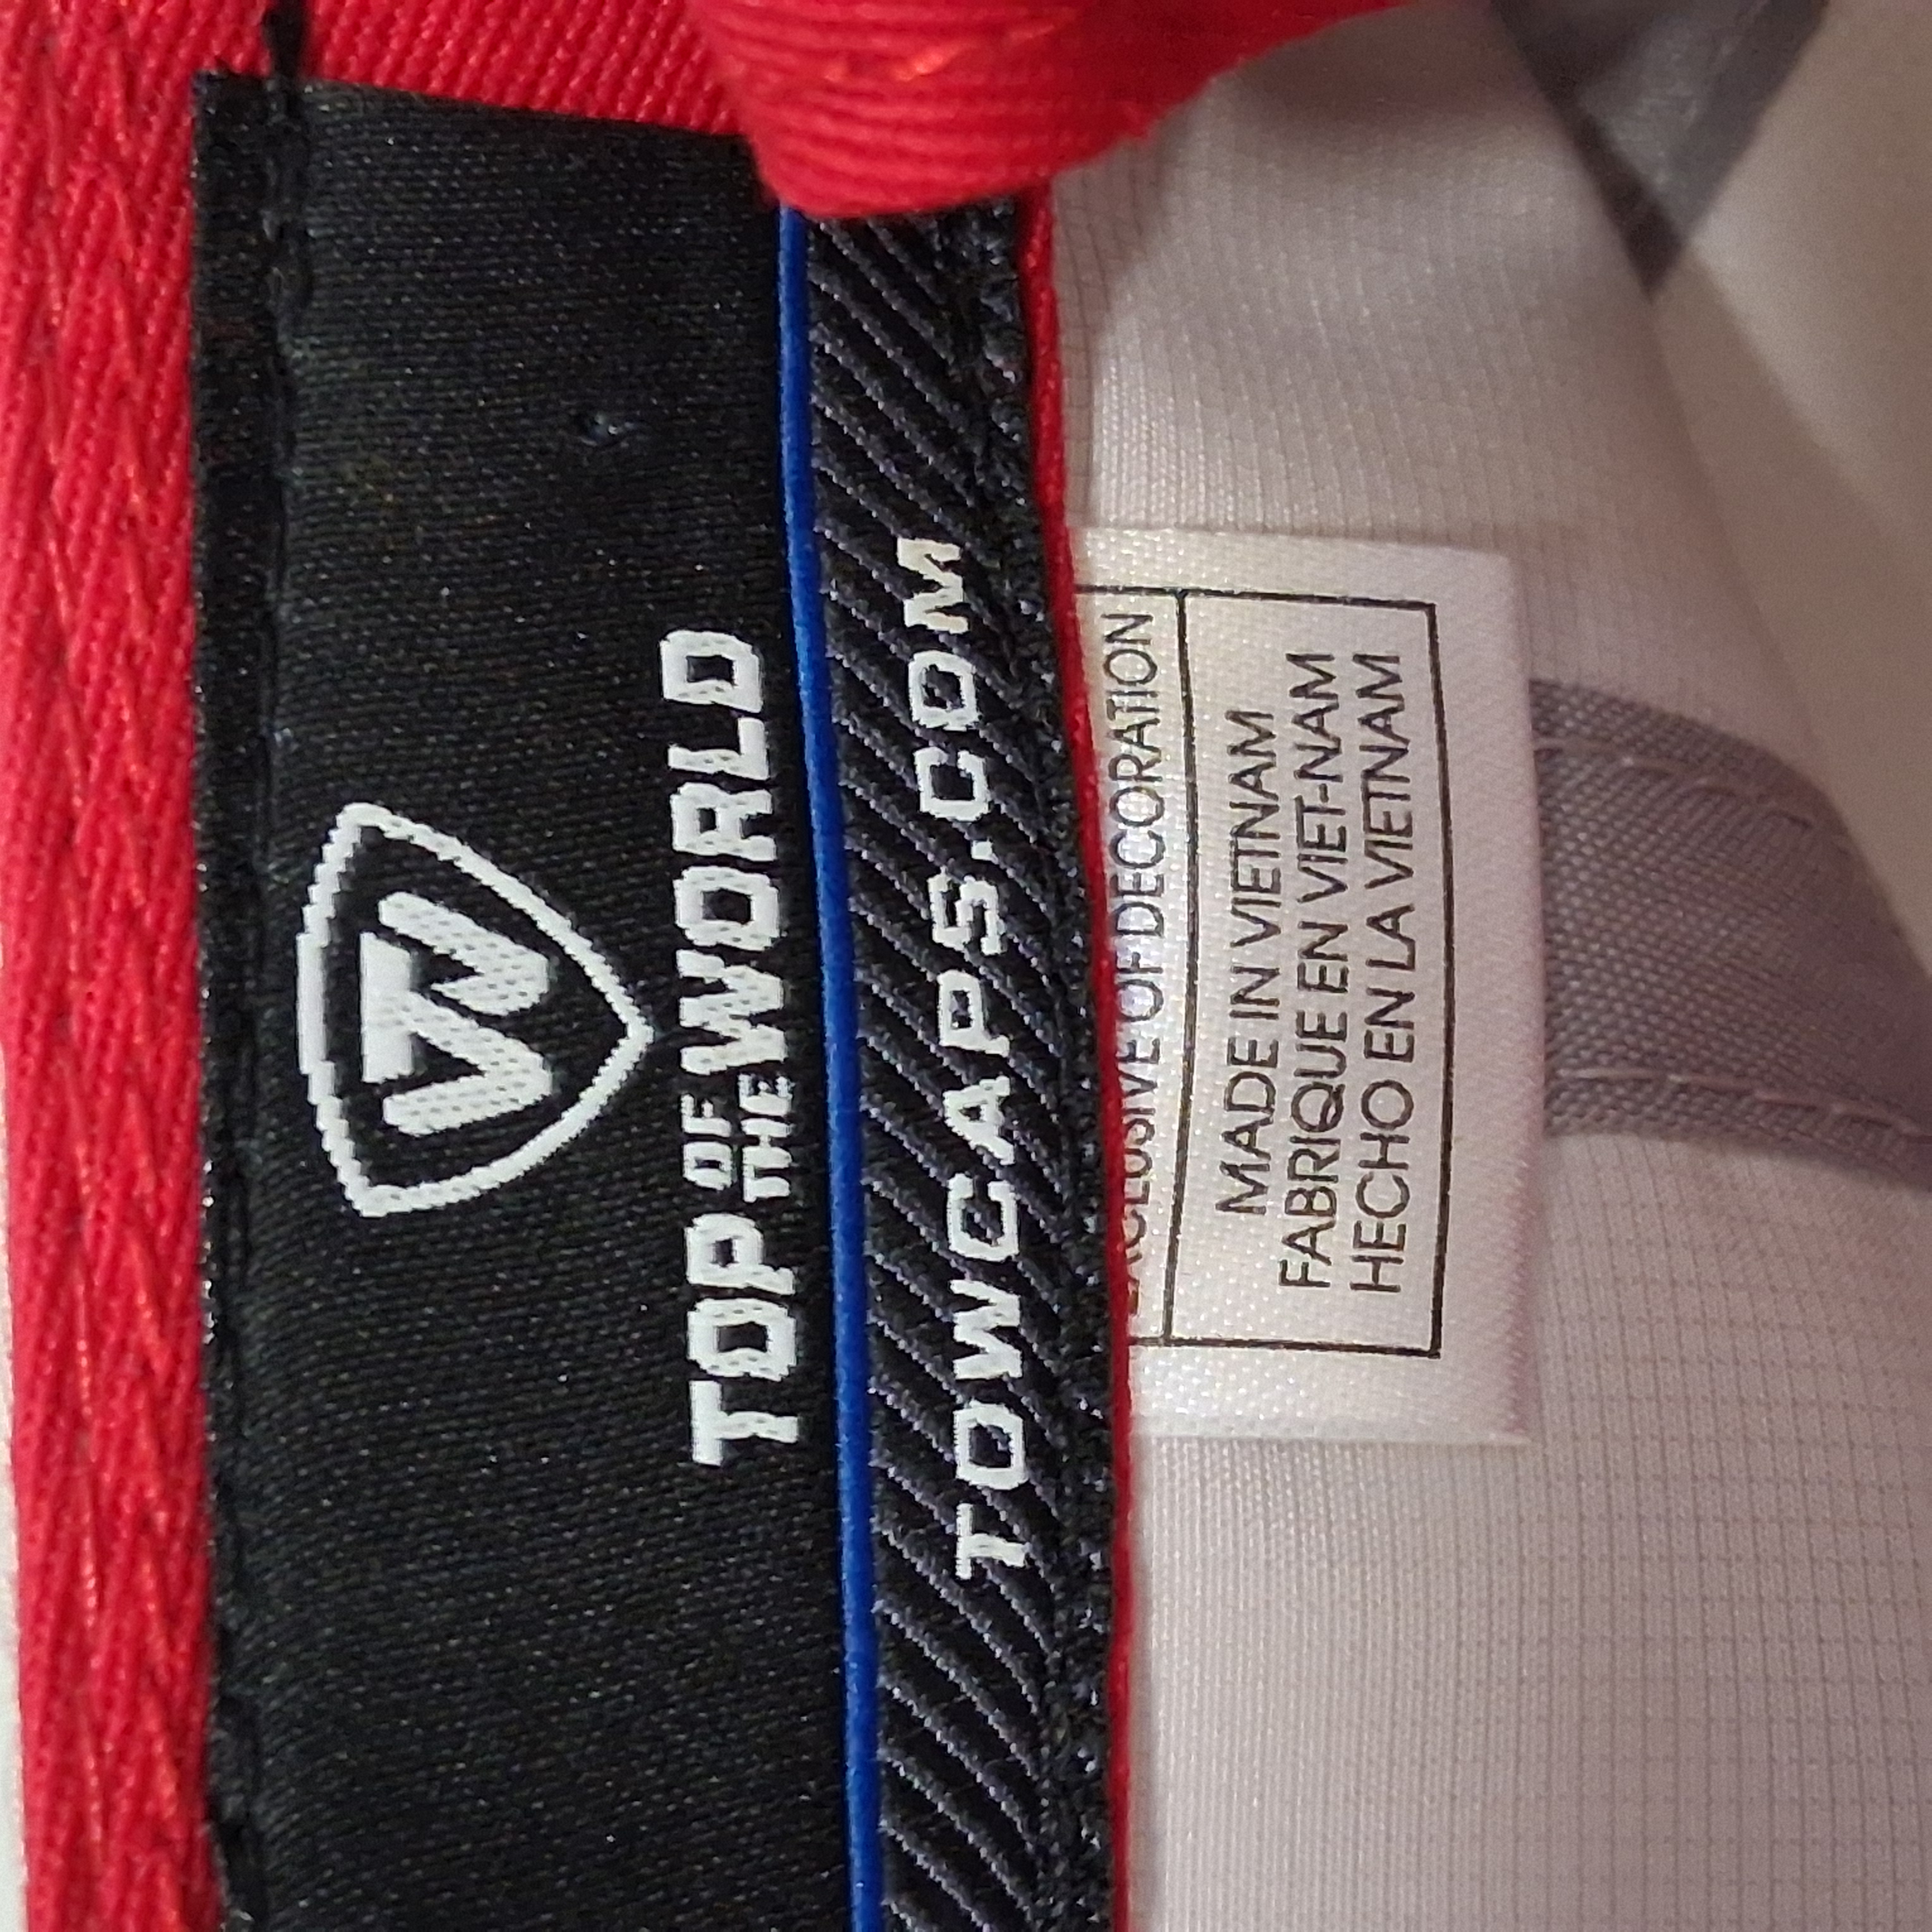 TOP OF THE WORLD
TOWCAPS.COM
EXCLUSIVE OF DECORATION
MADE IN VIETNAM
FABRIQUE EN VIET-NAM
HECHO EN LA VIETNAM